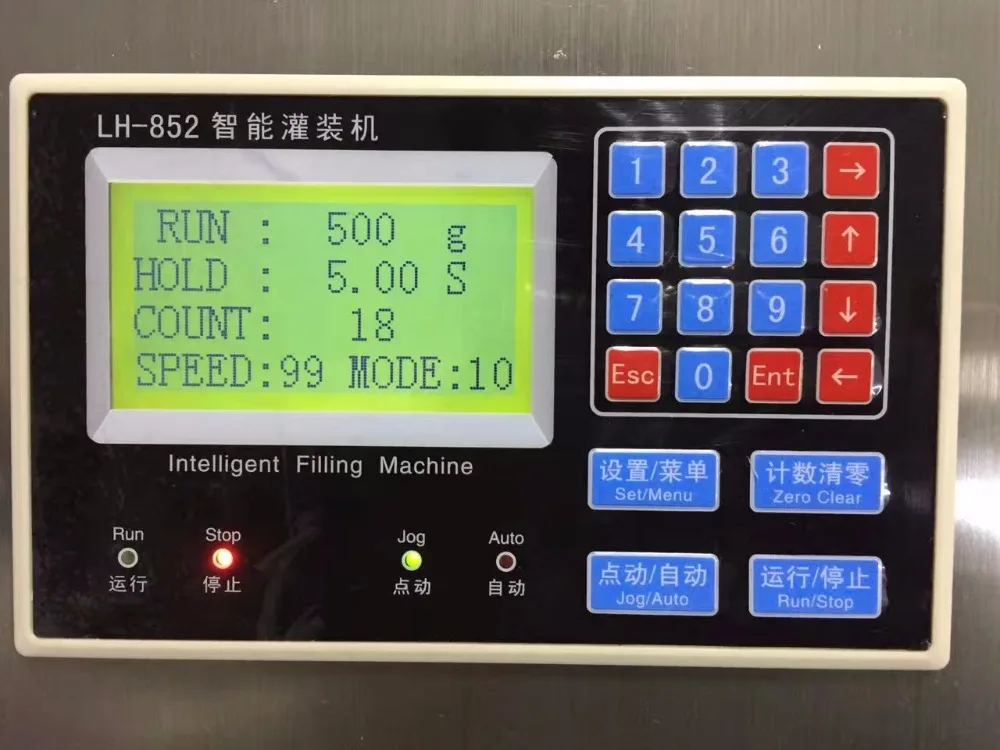 LH-852 智能灌装机
RUN : 500 g
HOLD : 5.00 S
COUNT: 18
SPEED:99 MODE:10
Intelligent Filling Machine
1 2 3 →
4 5 6 ↑
7 8 9 ↓
Esc 0 Ent ←
设置/菜单
Set/Menu
计数清零
Zero Clear
Run
运行
Stop
停止
Jog
点动
Auto
自动
点动/自动
Jog/Auto
运行/停止
Run/Stop